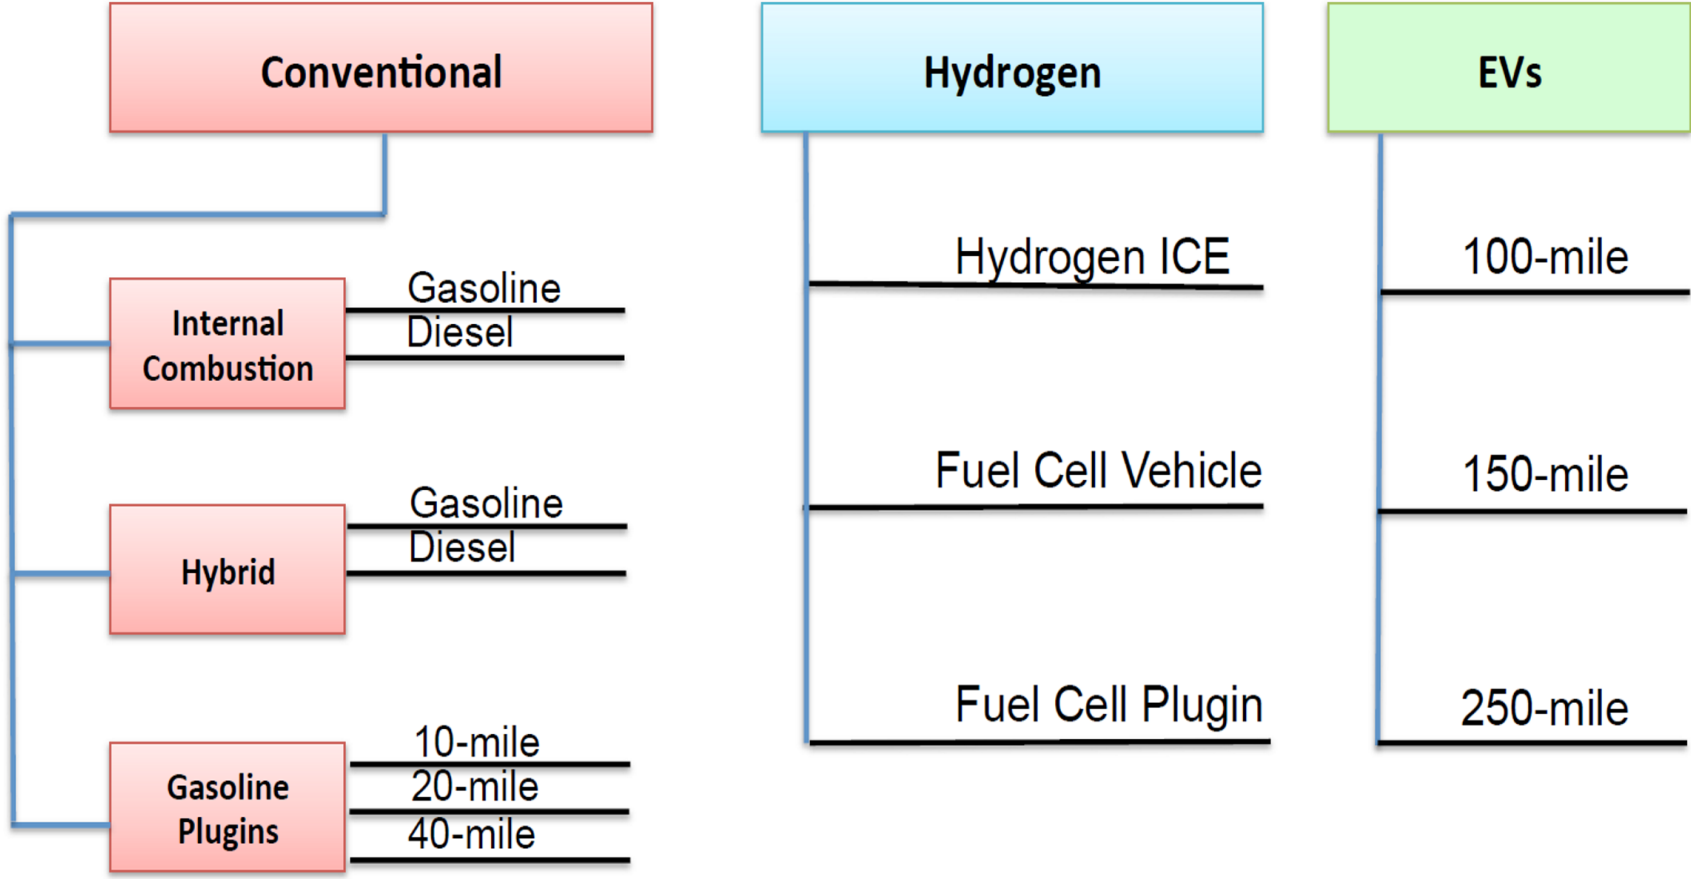 Conventional
Internal
Combustion
Gasoline
Diesel
Hybrid
Gasoline
Diesel
Gasoline
Plugins
10-mile
20-mile
40-mile
Hydrogen
Hydrogen ICE
Fuel Cell Vehicle
Fuel Cell Plugin
EVs
100-mile
150-mile
250-mile